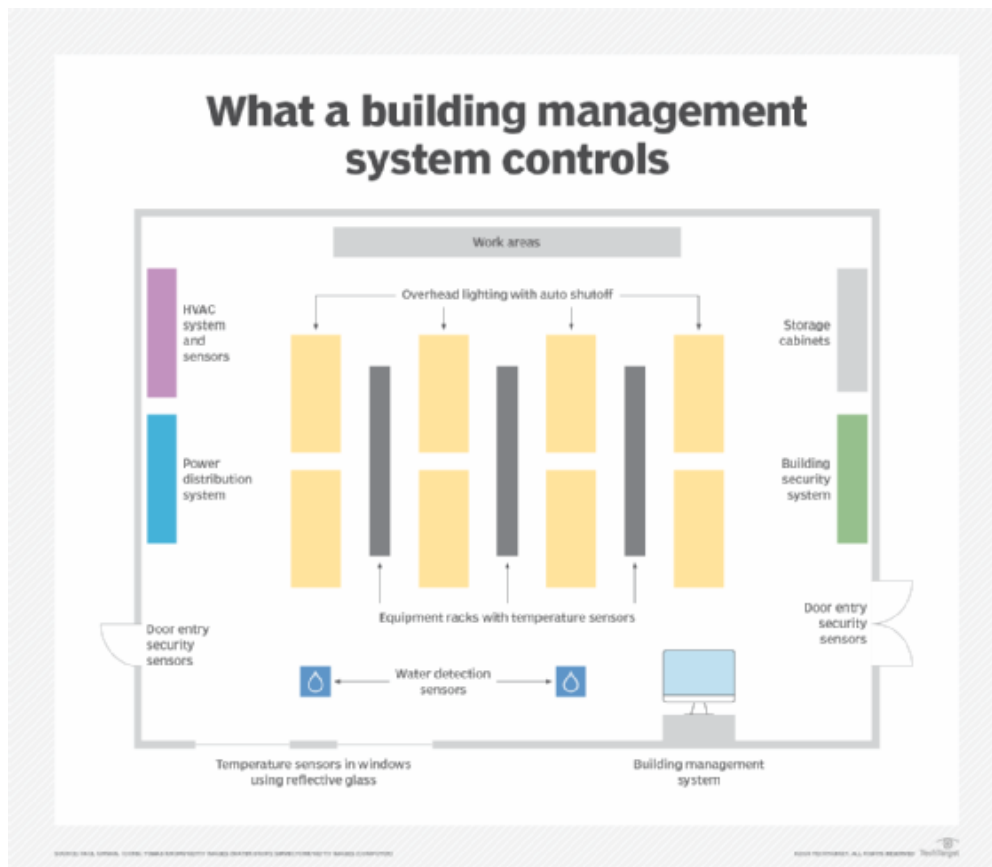 What a building management
system controls
Work areas
Overhead lighting with auto shutoff
HVAC
system
and
sensors
Storage
cabinets
Power
distribution
system
Building
security
system
Equipment racks with temperature sensors
Door entry
security
sensors
Door entry
security
sensors
Water detection
sensors
Temperature sensors in windows
using reflective glass
Building management
system
TechTarget